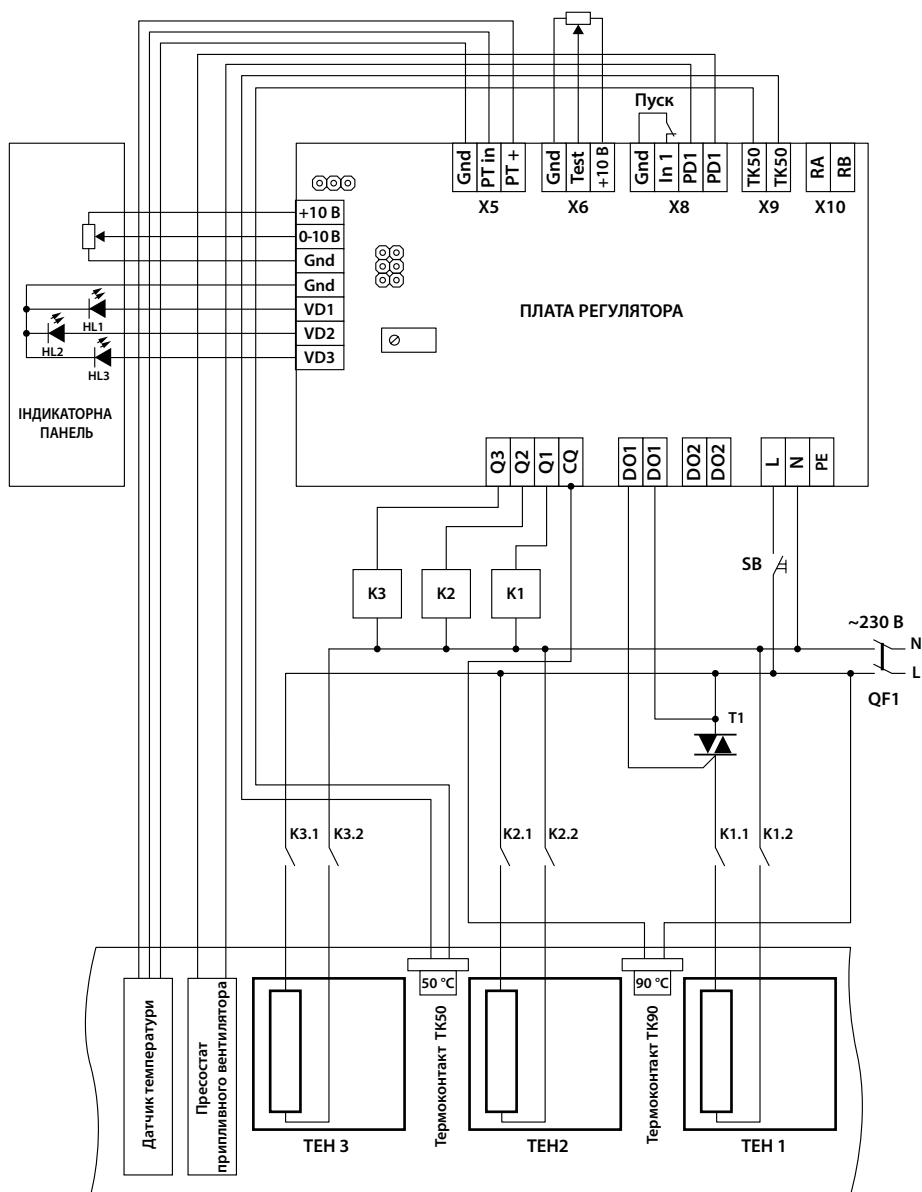 Пуск
Gnd
PT in
PT +
Gnd
Test
+10 В
Gnd
In 1
PD1
PD1
TK50
TK50
RA
RB
X5
X6
X8
X9
X10
+10 В
0-10 В
Gnd
Gnd
VD1
VD2
VD3
HL1
HL2
HL3
ІНДИКАТОРНА
ПАНЕЛЬ
ПЛАТА РЕГУЛЯТОРА
Q3
Q2
Q1
CQ
DO1
DO1
DO2
DO2
L
N
PE
SB
K3
K2
K1
~230 В
N
L
QF1
T1
K3.1
K3.2
K2.1
K2.2
K1.1
K1.2
Датчик температури
Пресостат
припливного вентилятора
50 °C
Термоконтакт ТК50
90 °C
Термоконтакт ТК90
ТЕН 3
ТЕН2
ТЕН 1